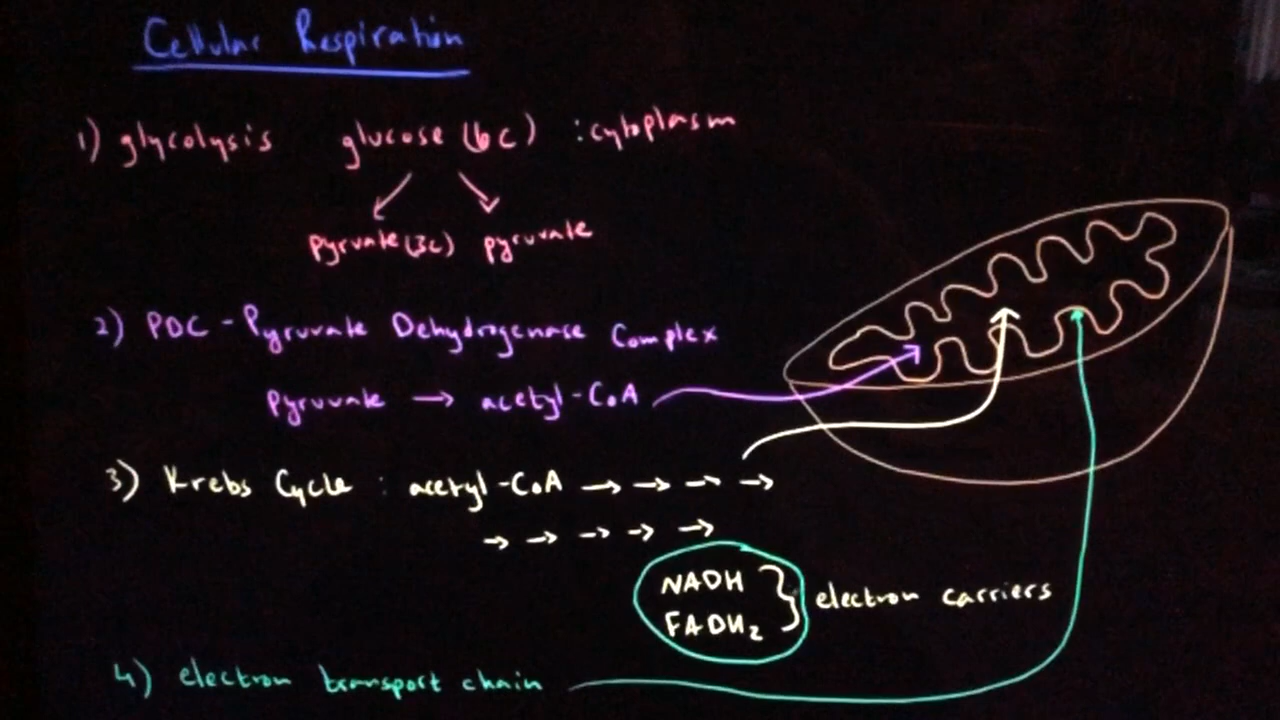 Cellular Respiration
1) glycolysis glucose (6C) : cytoplasm
pyruvate (3C) pyruvate
2) PDC - Pyruvate Dehydrogenase Complex
pyruvate → acetyl-CoA
3) Krebs Cycle : acetyl-CoA → → → →
→ → → → →
NADH
FADH₂ } electron carriers
4) electron transport chain